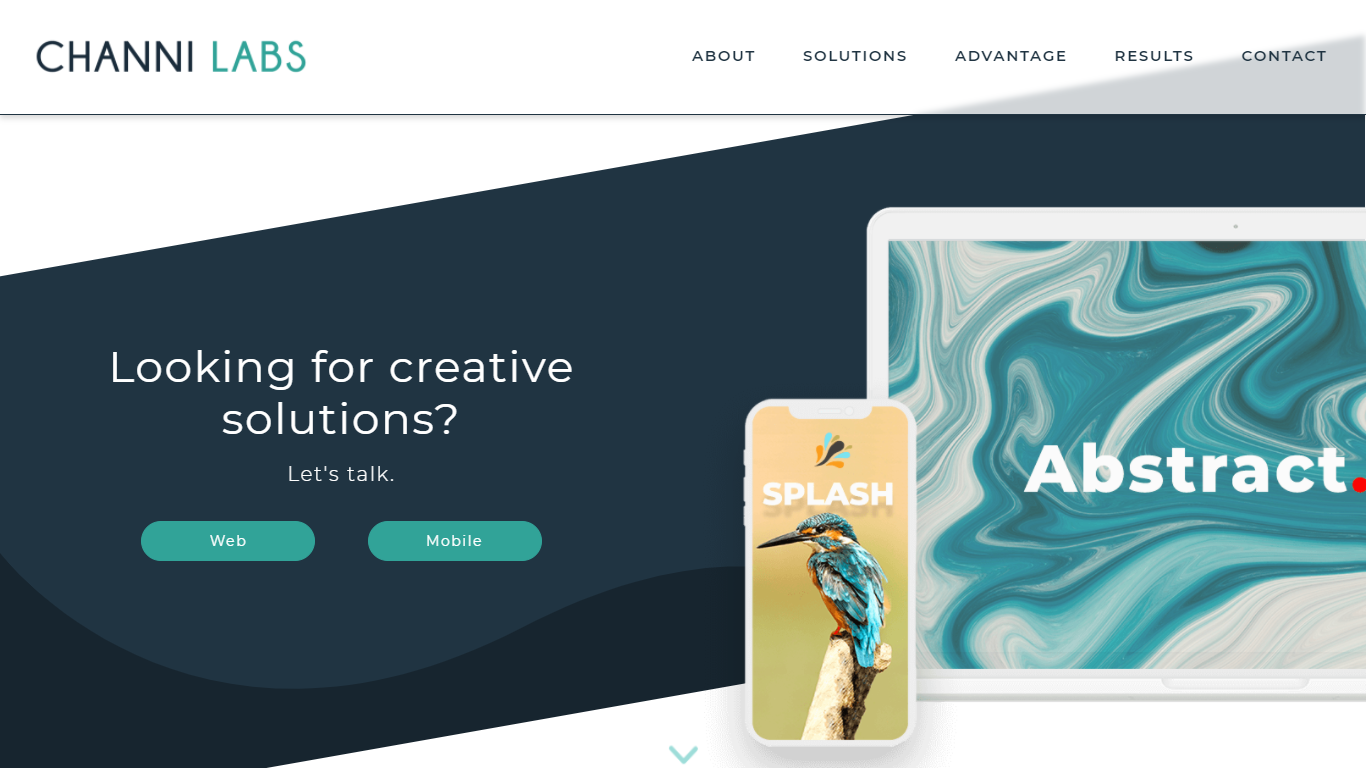 CHANNI LABS
ABOUT
SOLUTIONS
ADVANTAGE
RESULTS
CONTACT
Looking for creative
solutions?
Let's talk.
Web
Mobile
SPLASH
Abstract.